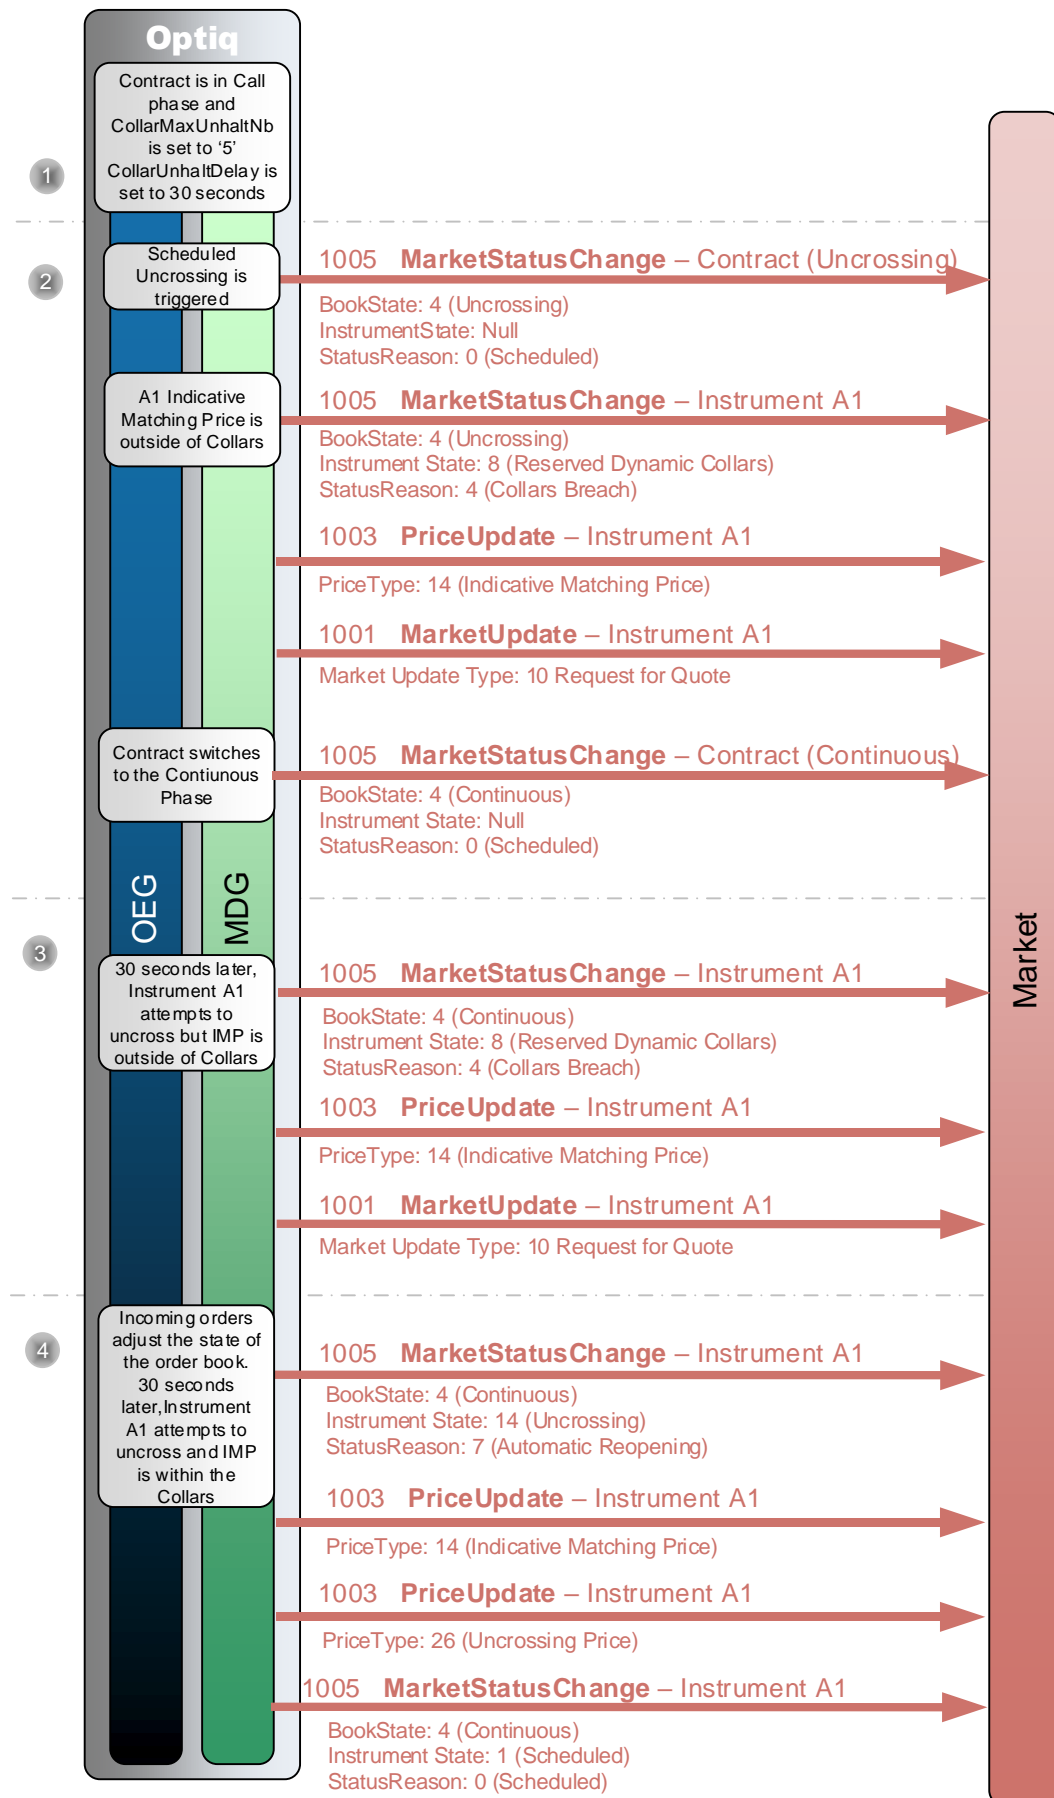 Optiq
Contract is in Call
phase and
CollarMaxUnhaltNb
is set to ‘5’
CollarUnhaltDelay is
set to 30 seconds
1
2
Scheduled
Uncrossing is
triggered
1005 MarketStatusChange – Contract (Uncrossing)
BookState: 4 (Uncrossing)
InstrumentState: Null
StatusReason: 0 (Scheduled)
A1 Indicative
Matching Price is
outside of Collars
1005 MarketStatusChange – Instrument A1
BookState: 4 (Uncrossing)
Instrument State: 8 (Reserved Dynamic Collars)
StatusReason: 4 (Collars Breach)
1003 PriceUpdate – Instrument A1
PriceType: 14 (Indicative Matching Price)
1001 MarketUpdate – Instrument A1
Market Update Type: 10 Request for Quote
Contract switches
to the Contiunous
Phase
1005 MarketStatusChange – Contract (Continuous)
BookState: 4 (Continuous)
Instrument State: Null
StatusReason: 0 (Scheduled)
OEG
MDG
Market
3
30 seconds later,
Instrument A1
attempts to
uncross but IMP is
outside of Collars
1005 MarketStatusChange – Instrument A1
BookState: 4 (Continuous)
Instrument State: 8 (Reserved Dynamic Collars)
StatusReason: 4 (Collars Breach)
1003 PriceUpdate – Instrument A1
PriceType: 14 (Indicative Matching Price)
1001 MarketUpdate – Instrument A1
Market Update Type: 10 Request for Quote
4
Incoming orders
adjust the state of
the order book.
30 seconds
later,Instrument
A1 attempts to
uncross and IMP
is within the
Collars
1005 MarketStatusChange – Instrument A1
BookState: 4 (Continuous)
Instrument State: 14 (Uncrossing)
StatusReason: 7 (Automatic Reopening)
1003 PriceUpdate – Instrument A1
PriceType: 14 (Indicative Matching Price)
1003 PriceUpdate – Instrument A1
PriceType: 26 (Uncrossing Price)
1005 MarketStatusChange – Instrument A1
BookState: 4 (Continuous)
Instrument State: 1 (Scheduled)
StatusReason: 0 (Scheduled)